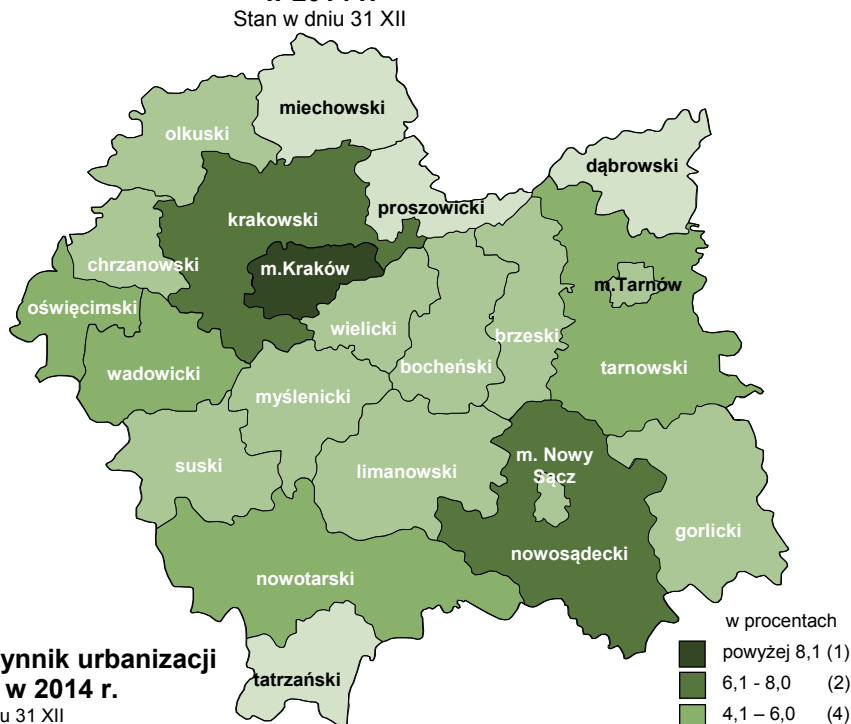 Stan w dniu 31 XII
miechowski
olkuski
dąbrowski
proszowicki
krakowski
chrzanowski
m.Kraków
m.Tarnów
oświęcimski
wielicki
brzeski
bocheński
tarnowski
wadowicki
myślenicki
suski
limanowski
m. Nowy
Sącz
gorlicki
nowosądecki
nowotarski
tatrzański
w procentach
powyżej 8,1 (1)
6,1 - 8,0 (2)
4,1 – 6,0 (4)
ynnik urbanizacji
w 2014 r.
u 31 XII